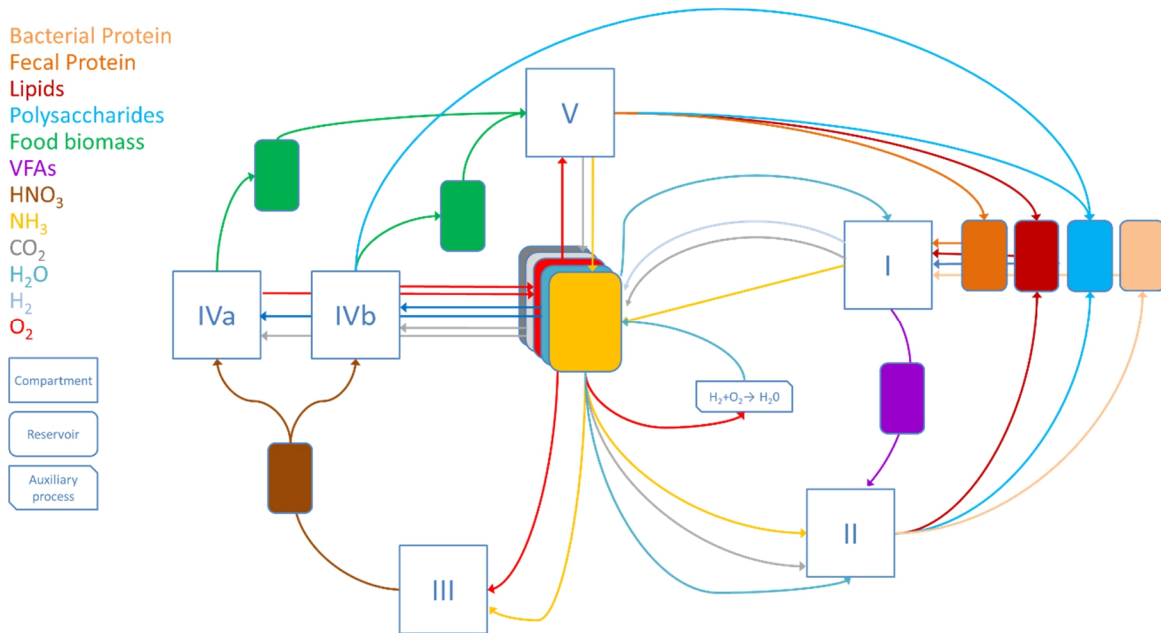 Bacterial Protein
Fecal Protein
Lipids
Polysaccharides
Food biomass
VFAs
HNO₃
NH₃
CO₂
H₂O
H₂
O₂
Compartment
Reservoir
Auxiliary
process
V
I
IVa
IVb
H₂+O₂→ H₂0
II
III